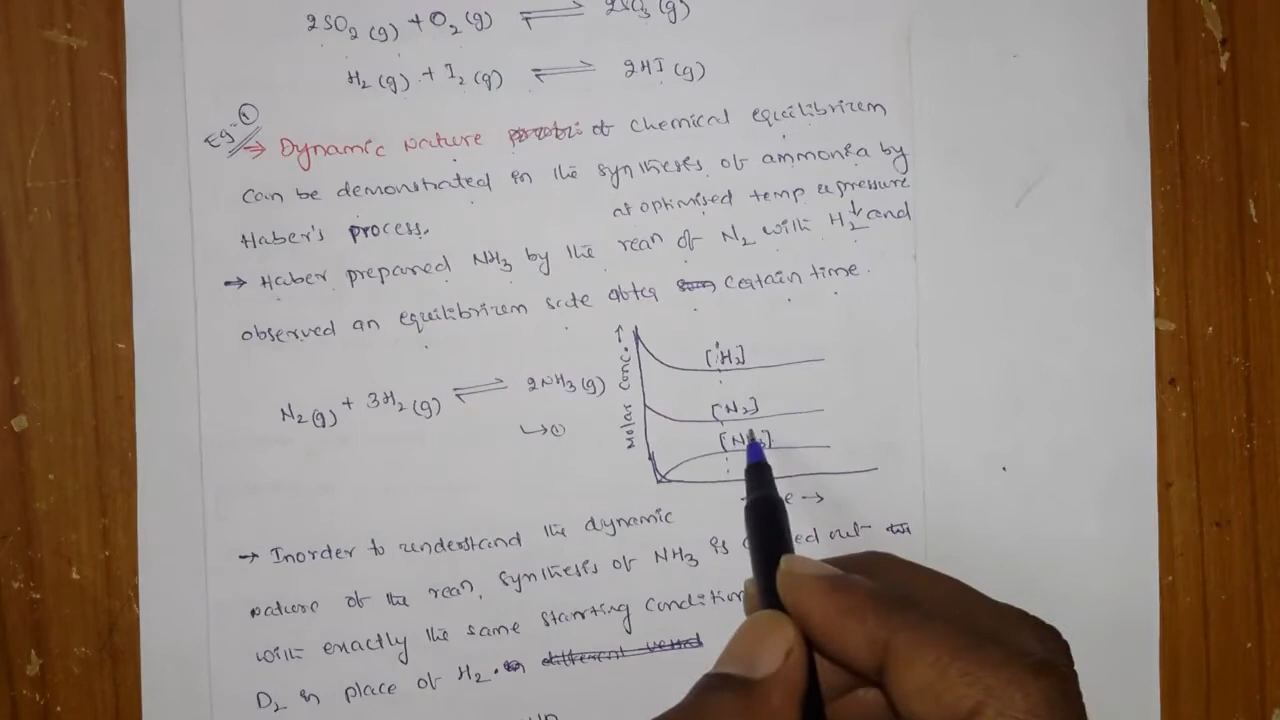 2SO2 (g) + O2 (g) ⇌ 2SO3 (g)
H2 (g) + I2 (g) ⇌ 2HI (g)
Eg-①
→ Dynamic nature of chemical equilibrium
can be demonstrated in the synthesis of ammonia by
Haber's process.
at optimised temp & pressure
→ Haber prepared NH3 by the rean of N2 with H2 and
observed an equilibrium state after certain time.
N2(g) + 3H2 (g) ⇌ 2NH3 (g)
→①
Molar Conc. →
[H2]
[N2]
[NH3]
→ Inorder to understand the dynamic
nature of the rean, synthesis of NH3 is out
with exactly the same starting condition
D2 in place of H2.